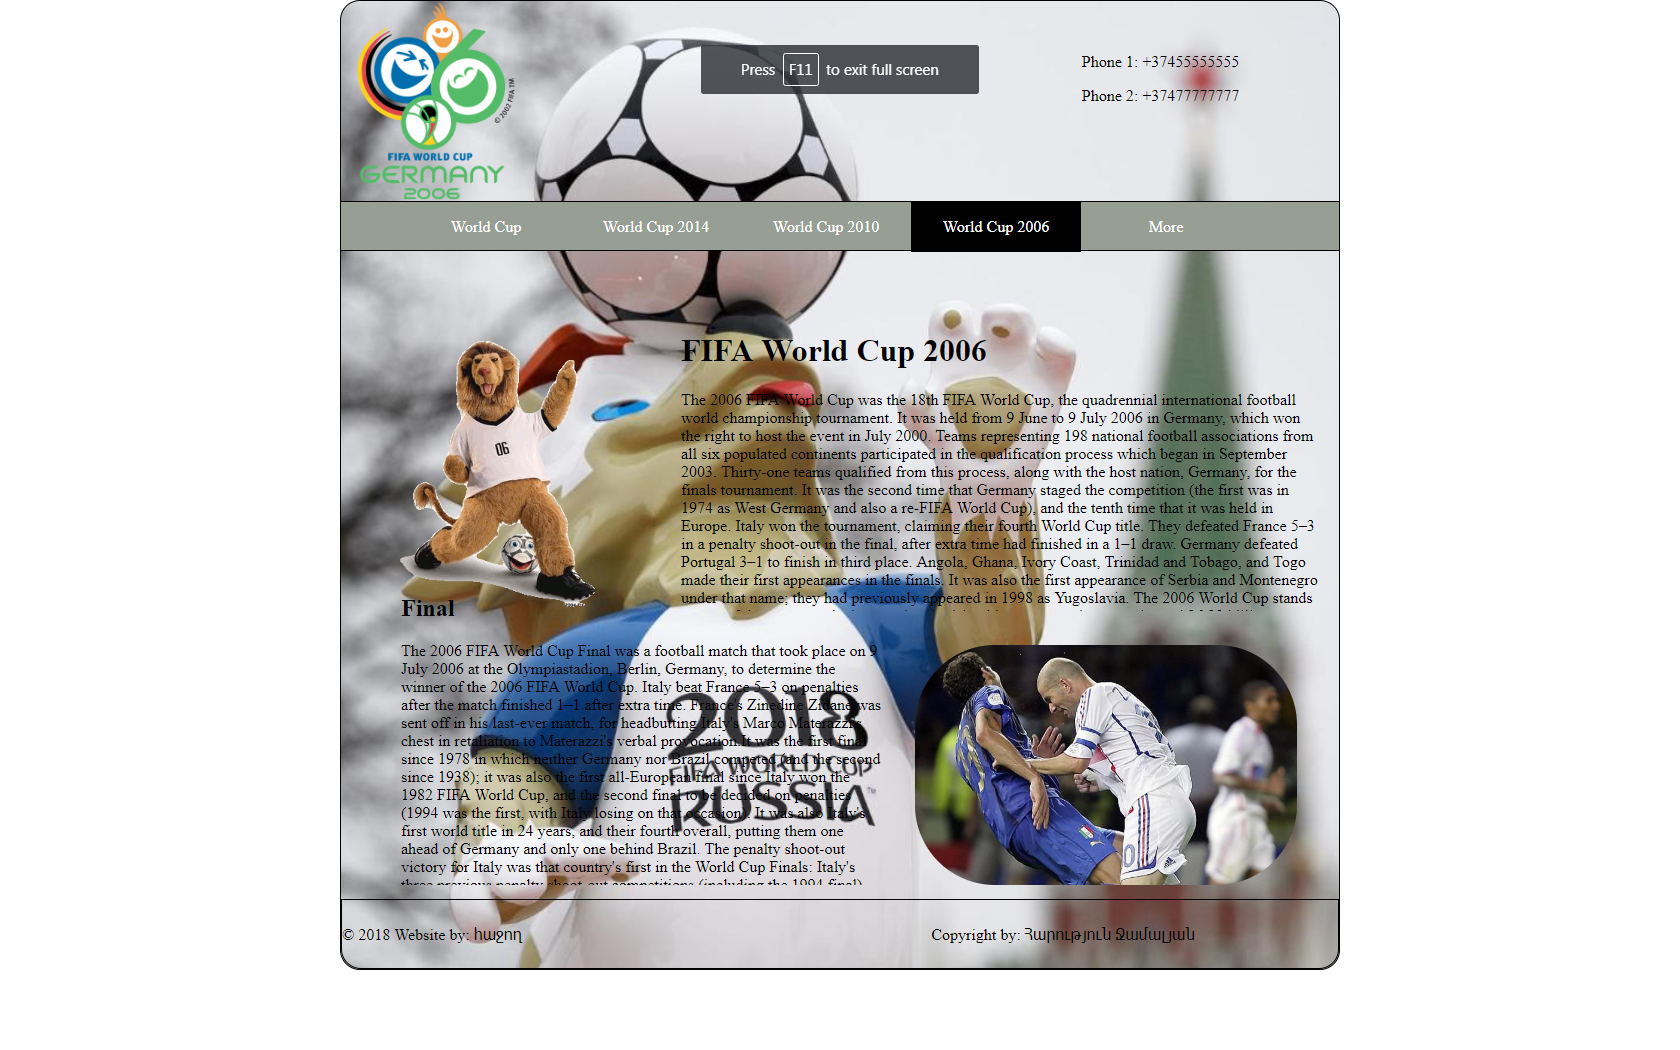 FIFA WORLD CUP
GERMANY
2006
© 2002 FIFA TM
Press F11 to exit full screen
Phone 1: +37455555555
Phone 2: +37477777777
World Cup
World Cup 2014
World Cup 2010
World Cup 2006
More
06
FIFA World Cup 2006
The 2006 FIFA World Cup was the 18th FIFA World Cup, the quadrennial international football
world championship tournament. It was held from 9 June to 9 July 2006 in Germany, which won
the right to host the event in July 2000. Teams representing 198 national football associations from
all six populated continents participated in the qualification process which began in September
2003. Thirty-one teams qualified from this process, along with the host nation, Germany, for the
finals tournament. It was the second time that Germany staged the competition (the first was in
1974 as West Germany and also a re-FIFA World Cup), and the tenth time that it was held in
Europe. Italy won the tournament, claiming their fourth World Cup title. They defeated France 5–3
in a penalty shoot-out in the final, after extra time had finished in a 1–1 draw. Germany defeated
Portugal 3–1 to finish in third place. Angola, Ghana, Ivory Coast, Trinidad and Tobago, and Togo
made their first appearances in the finals. It was also the first appearance of Serbia and Montenegro
under that name; they had previously appeared in 1998 as Yugoslavia. The 2006 World Cup stands
Final
The 2006 FIFA World Cup Final was a football match that took place on 9
July 2006 at the Olympiastadion, Berlin, Germany, to determine the
winner of the 2006 FIFA World Cup. Italy beat France 5–3 on penalties
after the match finished 1–1 after extra time. France's Zinedine Zidane was
sent off in his last-ever match, for headbutting Italy's Marco Materazzi's
chest in retaliation to Materazzi's verbal provocation.It was the first final
since 1978 in which neither Germany nor Brazil competed (and the second
since 1938); it was also the first all-European final since Italy won the
1982 FIFA World Cup, and the second final to be decided on penalties
(1994 was the first, with Italy losing on that occasion). It was also Italy's
first world title in 24 years, and their fourth overall, putting them one
ahead of Germany and only one behind Brazil. The penalty shoot-out
victory for Italy was that country's first in the World Cup Finals: Italy's
three previous penalty shoot-out competitions (including the 1994 final)
2018
FIFA WORLD CUP
RUSSIA™
© 2018 Website by: հաջող
Copyright by: Հարություն Ջամալյան